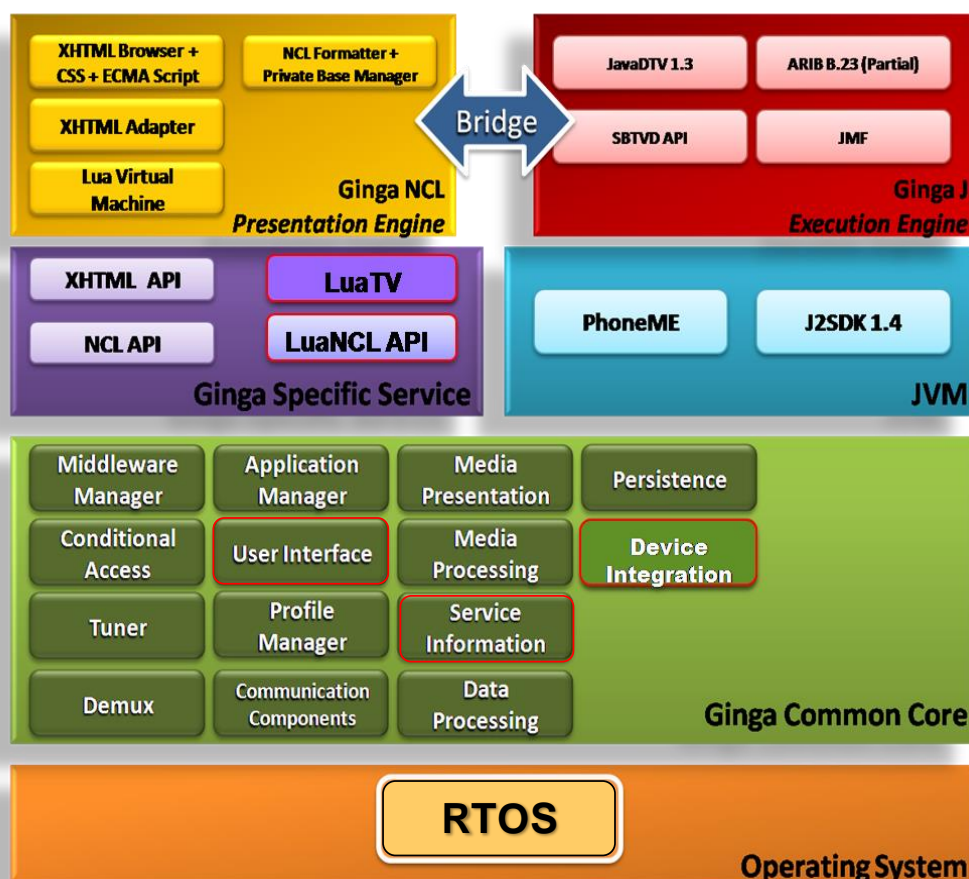 XHTML Browser +
CSS + ECMA Script
NCL Formatter +
Private Base Manager
XHTML Adapter
Lua Virtual
Machine
Ginga NCL
Presentation Engine
Bridge
JavaDTV 1.3
ARIB B.23 (Partial)
SBTVD API
JMF
Ginga J
Execution Engine
XHTML API
LuaTV
NCL API
LuaNCL API
Ginga Specific Service
PhoneME
J2SDK 1.4
JVM
Middleware
Manager
Application
Manager
Media
Presentation
Persistence
Conditional
Access
User Interface
Media
Processing
Device
Integration
Tuner
Profile
Manager
Service
Information
Demux
Communication
Components
Data
Processing
Ginga Common Core
RTOS
Operating System